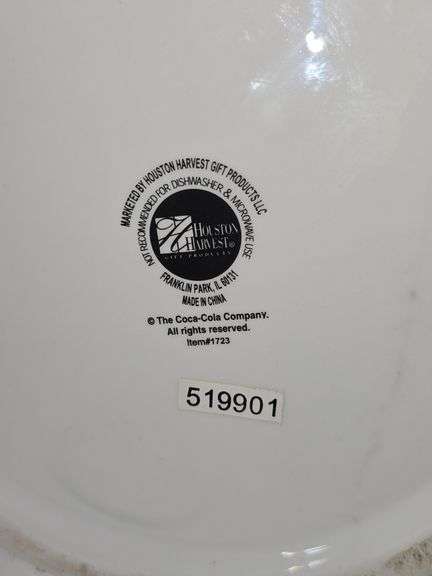 MARKETED BY HOUSTON HARVEST GIFT PRODUCTS LLC
NOT RECOMMENDED FOR DISHWASHER & MICROWAVE USE
H HOUSTON
HARVEST®
GIFT PRODUCTS
FRANKLIN PARK, IL 60131
MADE IN CHINA
© The Coca-Cola Company.
All rights reserved.
Item#1723
519901